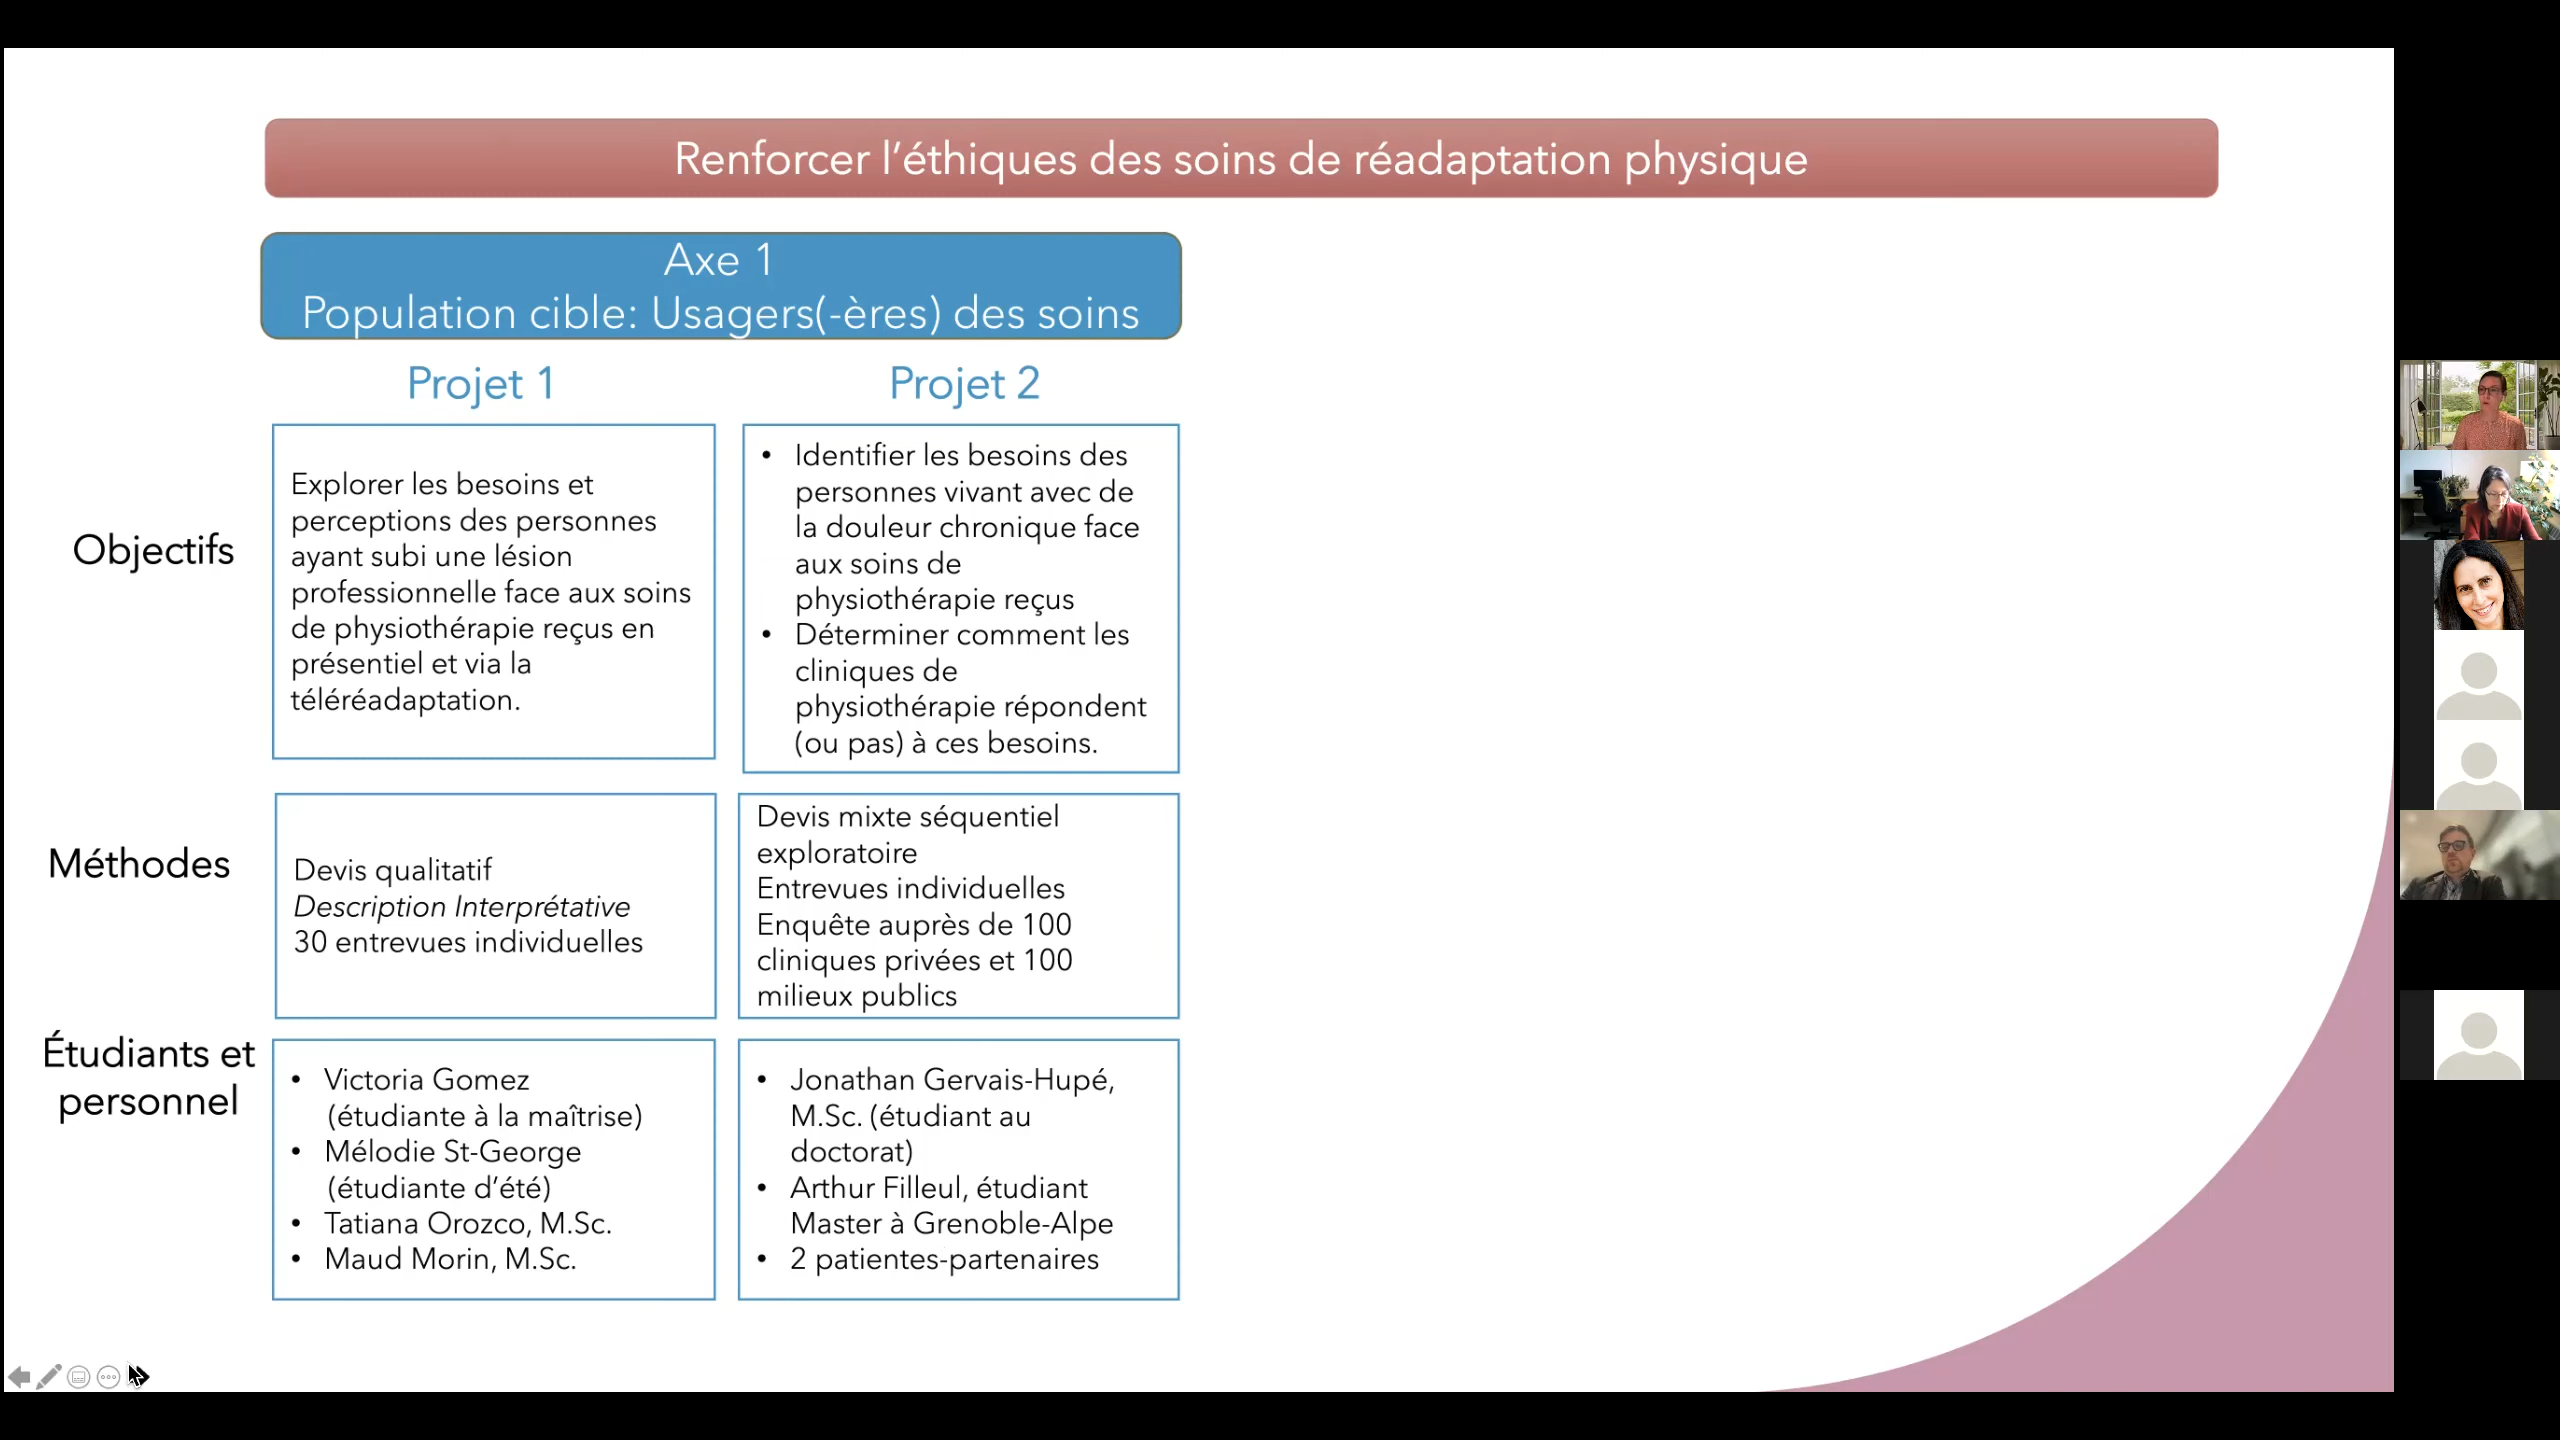 Renforcer l’éthiques des soins de réadaptation physique
Axe 1
Population cible: Usagers(-ères) des soins
Projet 1
Projet 2
Objectifs
Explorer les besoins et
perceptions des personnes
ayant subi une lésion
professionnelle face aux soins
de physiothérapie reçus en
présentiel et via la
téléréadaptation.
• Identifier les besoins des
personnes vivant avec de
la douleur chronique face
aux soins de
physiothérapie reçus
• Déterminer comment les
cliniques de
physiothérapie répondent
(ou pas) à ces besoins.
Méthodes
Devis qualitatif
Description Interprétative
30 entrevues individuelles
Devis mixte séquentiel
exploratoire
Entrevues individuelles
Enquête auprès de 100
cliniques privées et 100
milieux publics
Étudiants et
personnel
• Victoria Gomez
(étudiante à la maîtrise)
• Mélodie St-George
(étudiante d’été)
• Tatiana Orozco, M.Sc.
• Maud Morin, M.Sc.
• Jonathan Gervais-Hupé,
M.Sc. (étudiant au
doctorat)
• Arthur Filleul, étudiant
Master à Grenoble-Alpe
• 2 patientes-partenaires